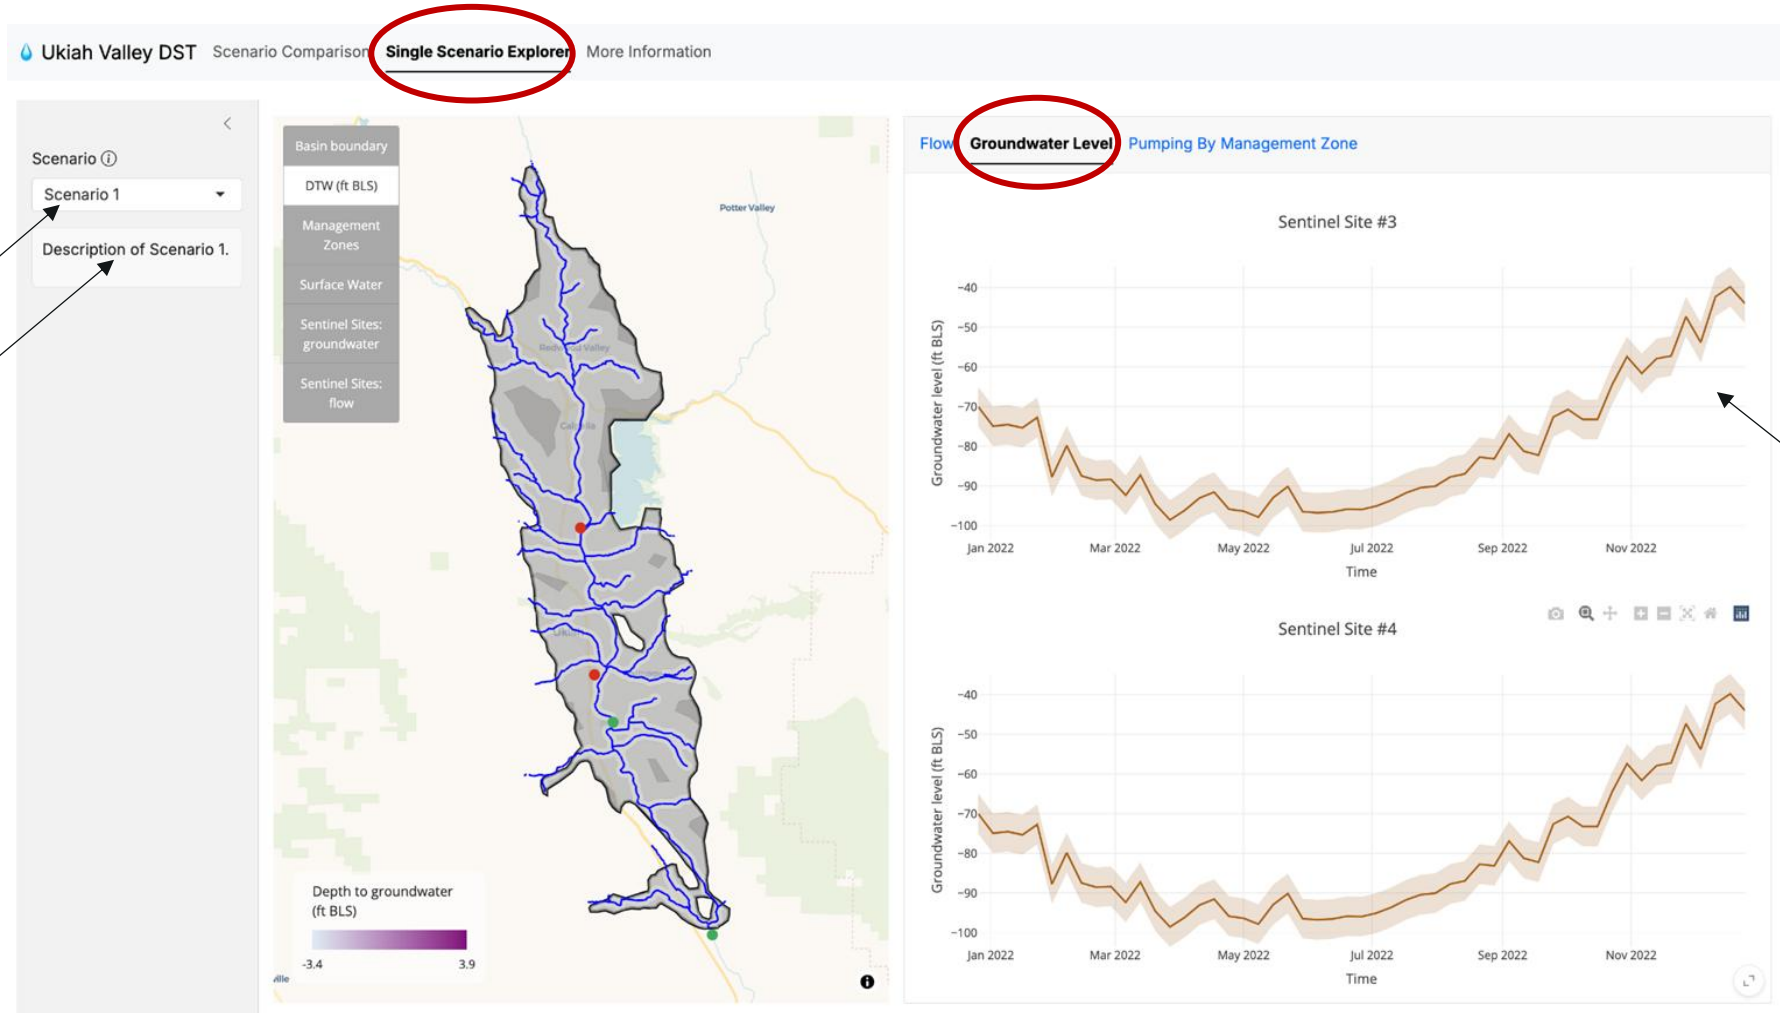 Ukiah Valley DST Scenario Comparison Single Scenario Explorer More Information
Scenario
Scenario 1
Description of Scenario 1.
Basin boundary
DTW (ft BLS)
Management
Zones
Surface Water
Sentinel Sites:
groundwater
Sentinel Sites:
flow
Potter Valley
Redwood Valley
Calpella
Ukiah
Depth to groundwater
(ft BLS)
-3.4 3.9
ville
Flow Groundwater Level Pumping By Management Zone
Sentinel Site #3
Groundwater level (ft BLS)
−40
−50
−60
−70
−80
−90
−100
Jan 2022 Mar 2022 May 2022 Jul 2022 Sep 2022 Nov 2022
Time
Sentinel Site #4
Groundwater level (ft BLS)
−40
−50
−60
−70
−80
−90
−100
Jan 2022 Mar 2022 May 2022 Jul 2022 Sep 2022 Nov 2022
Time